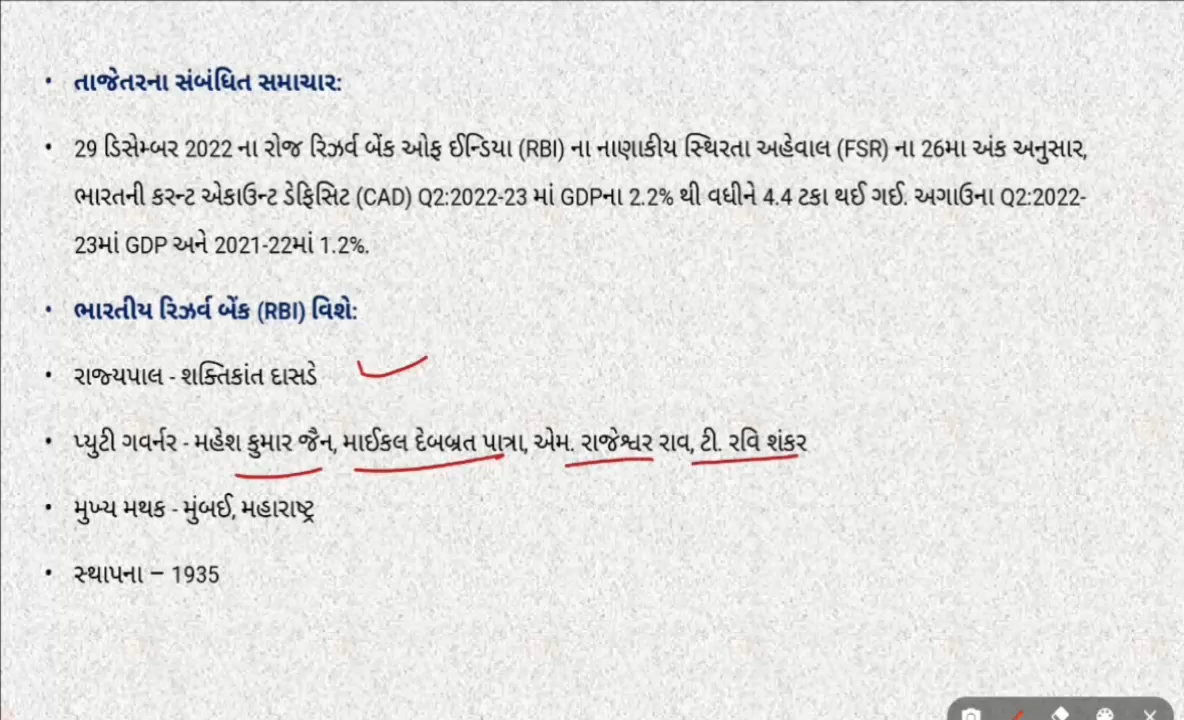 • તાજેતરના સંબંધિત સમાચાર:
• 29 ડિસેમ્બર 2022 ના રોજ રિઝર્વ બેંક ઓફ ઈન્ડિયા (RBI) ના નાણાકીય સ્થિરતા અહેવાલ (FSR) ના 26મા અંક અનુસાર,
ભારતની કરન્ટ એકાઉન્ટ ડેફિસિટ (CAD) Q2:2022-23 માં GDPના 2.2% થી વધીને 4.4 ટકા થઈ ગઈ. અગાઉના Q2:2022-
23માં GDP અને 2021-22માં 1.2%.
• ભારતીય રિઝર્વ બેંક (RBI) વિશે:
• રાજ્યપાલ - શક્તિકાંત દાસડે
• પ્યુટી ગવર્નર - મહેશ કુમાર જૈન, માઈકલ દેબબ્રત પાત્રા, એમ. રાજેશ્વર રાવ, ટી. રવિ શંકર
• મુખ્ય મથક - મુંબઈ, મહારાષ્ટ્ર
• સ્થાપના – 1935